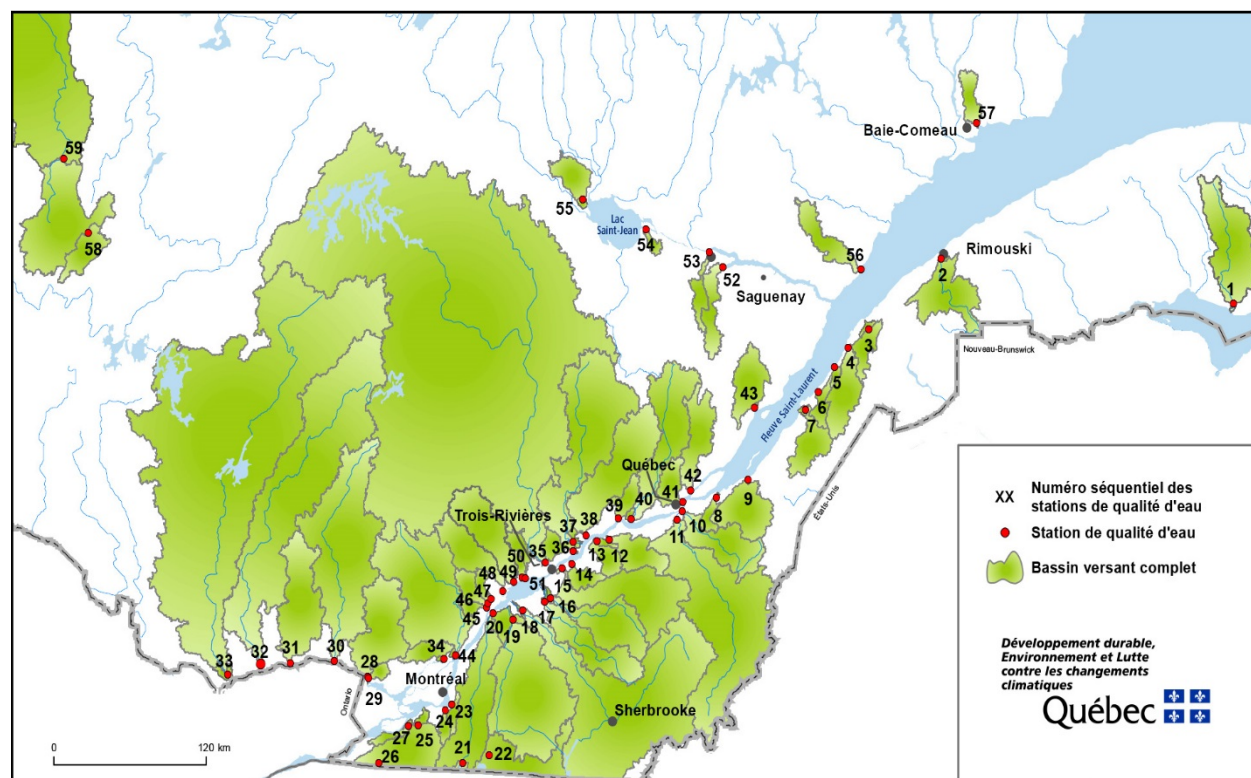 57
Baie-Comeau
59
55
Lac
Saint-Jean
54
58
53
52
56
Rimouski
2
1
Saguenay
Nouveau-Brunswick
3
4
5
6
7
Fleuve Saint-Laurent
43
États-Unis
Québec
42
41
9
8
10
11
39
40
Trois-Rivières
37
38
36
13
12
50
35
14
48
49
51
15
47
46
16
45
17
20
19
18
34
44
33
32
31
30
28
29
Montréal
Ontario
23
24
Sherbrooke
27
25
26
21
22
0
120 km
XX
Numéro séquentiel des
stations de qualité d'eau
Station de qualité d'eau
Bassin versant complet
Développement durable,
Environnement et Lutte
contre les changements
climatiques
Québec